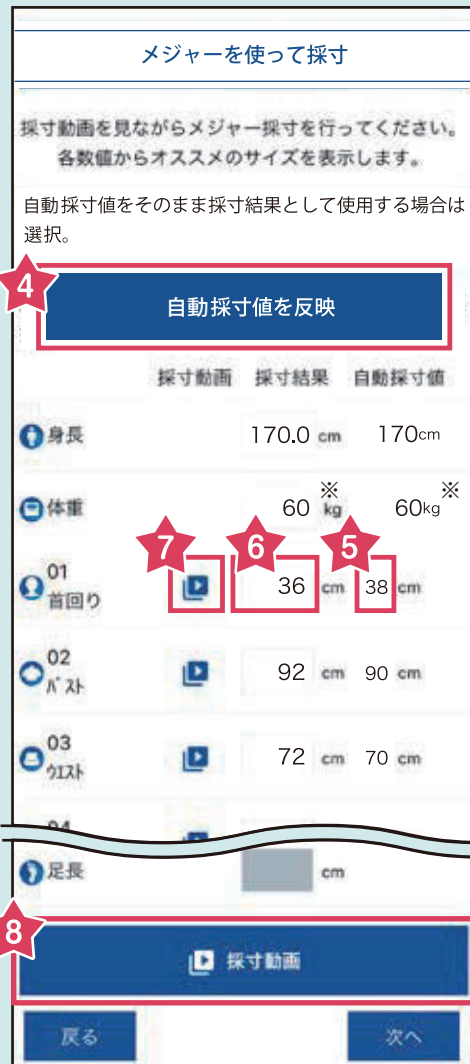 メジャーを使って採寸
採寸動画を見ながらメジャー採寸を行ってください。
各数値からオススメのサイズを表示します。
自動採寸値をそのまま採寸結果として使用する場合は
選択。
4
自動採寸値を反映
採寸動画 採寸結果 自動採寸値
身長 170.0 cm 170cm
※ ※
体重 60 kg 60kg
7 6 5
01
首回り 36 cm 38 cm
02
バスト 92 cm 90 cm
03
ウエスト 72 cm 70 cm
04
足長 cm
8
採寸動画
戻る 次へ